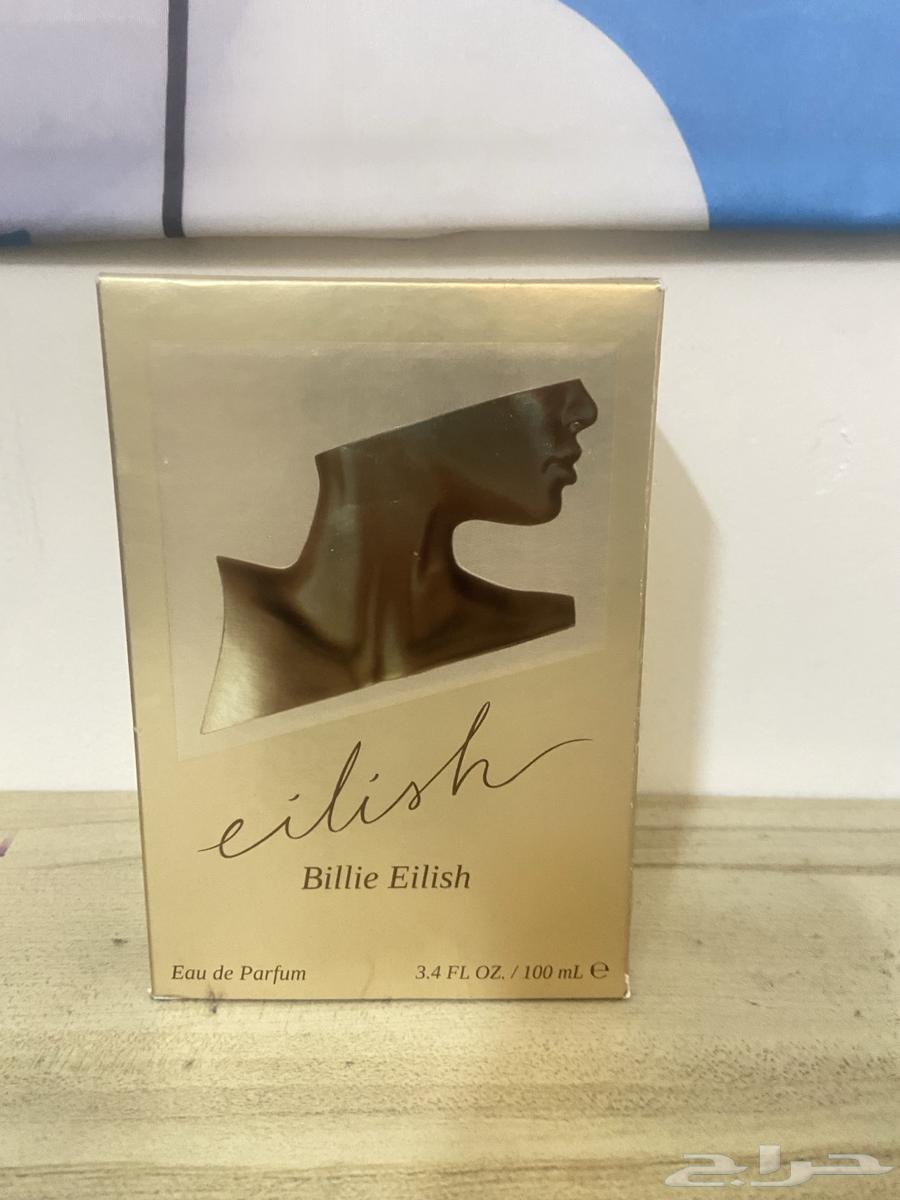 eilish
Billie Eilish
Eau de Parfum 3.4 FL OZ. / 100 mL ℮
حراج